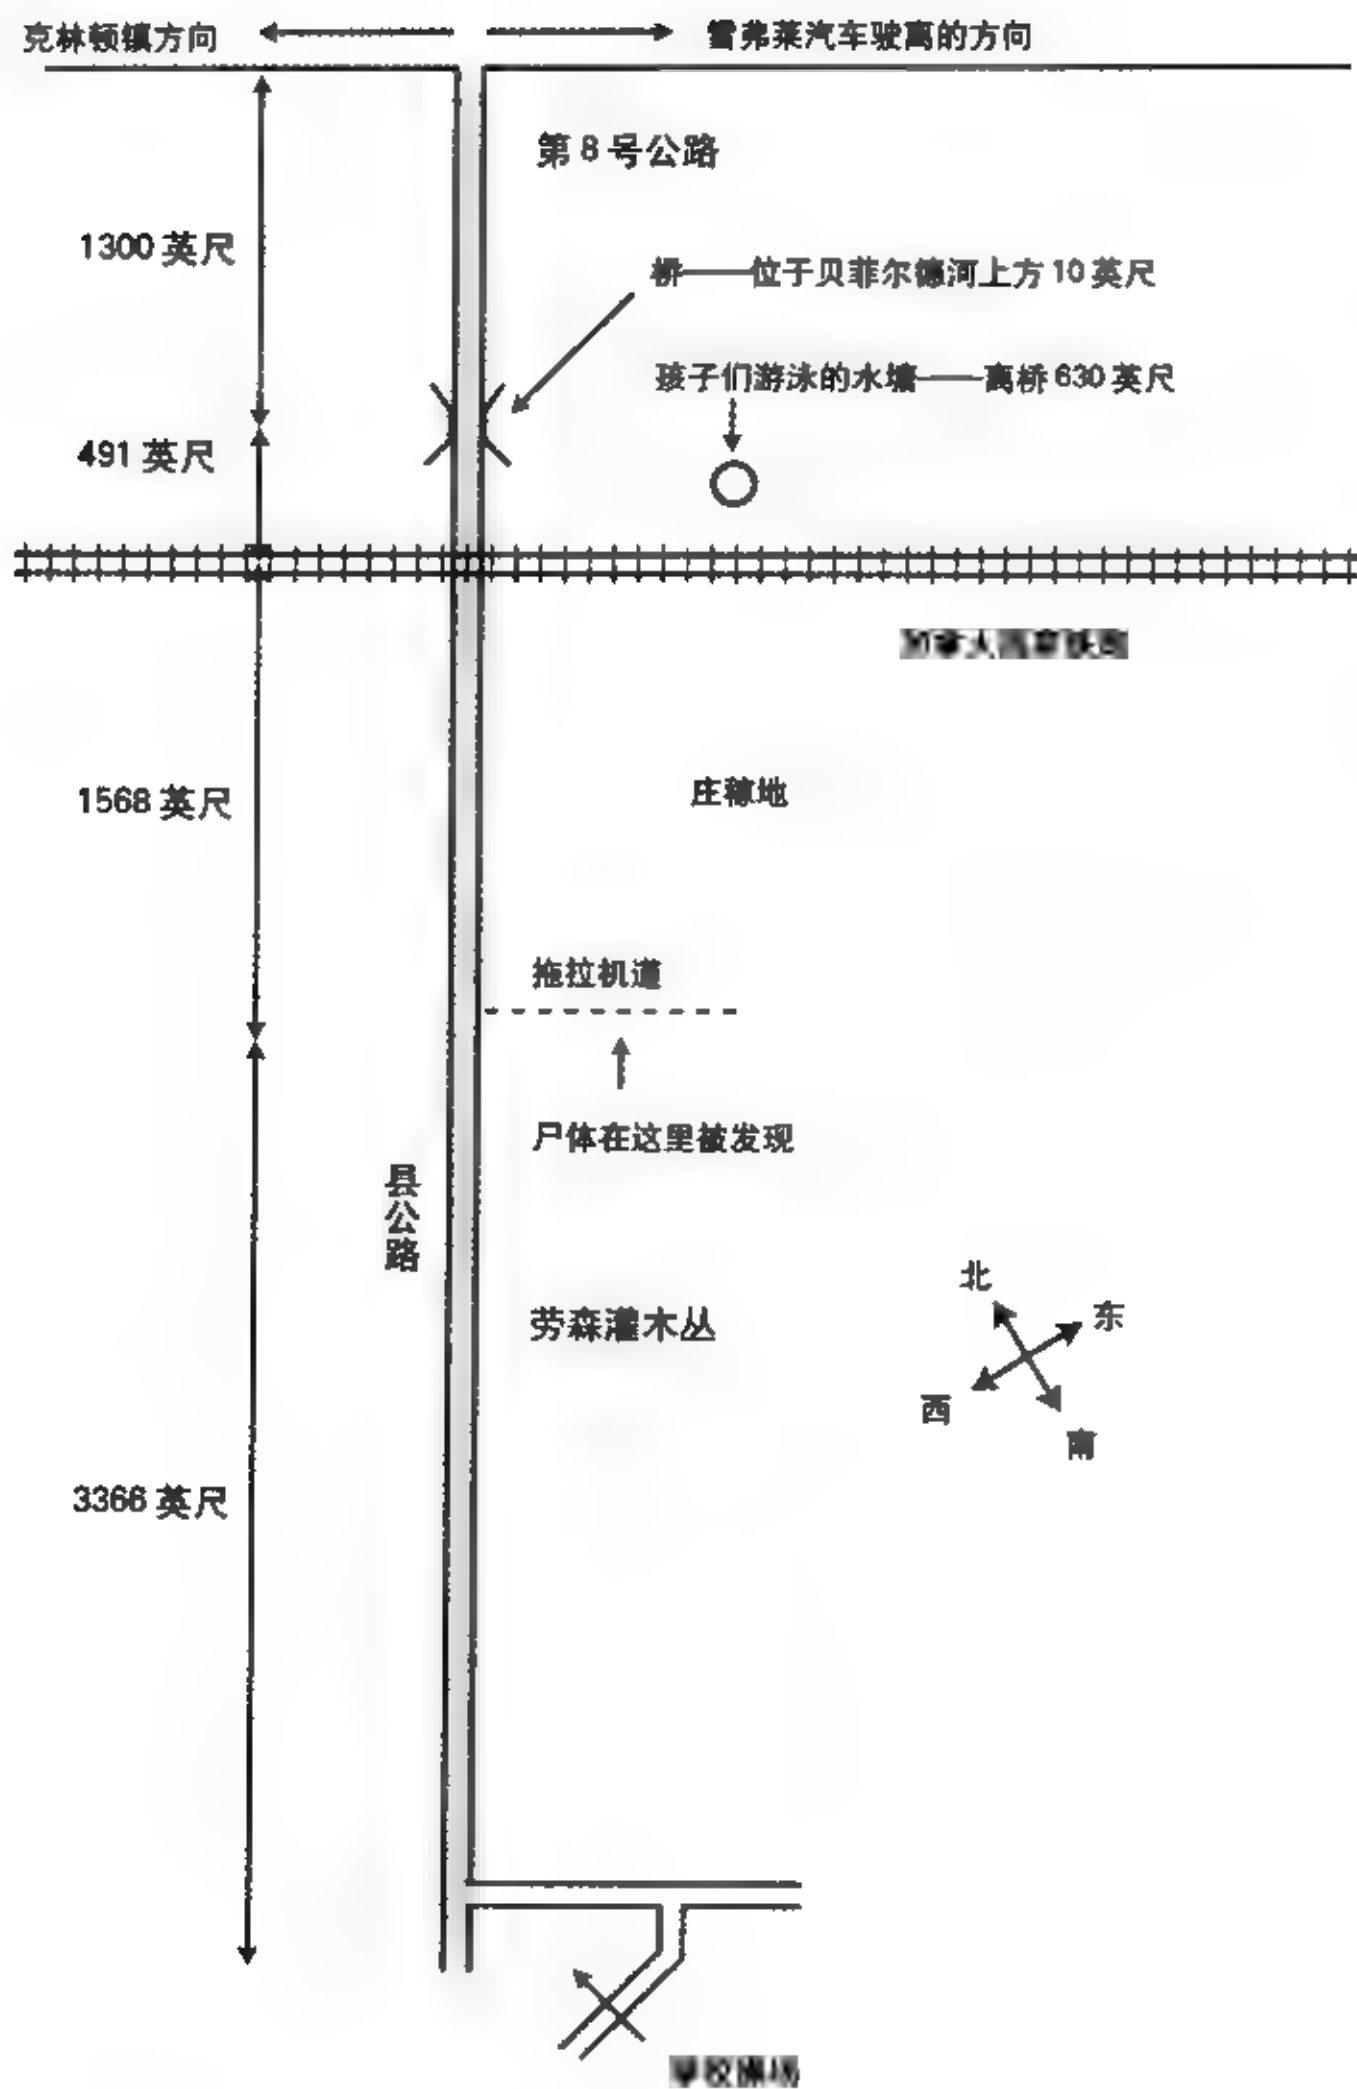 克林顿镇方向
雪弗莱汽车驶离的方向
第8号公路
1300英尺
桥——位于贝菲尔德河上方10英尺
孩子们游泳的水塘——离桥630英尺
491英尺
1568英尺
庄稼地
拖拉机道
尸体在这里被发现
县公路
劳森灌木丛
北
东
西
南
3366英尺